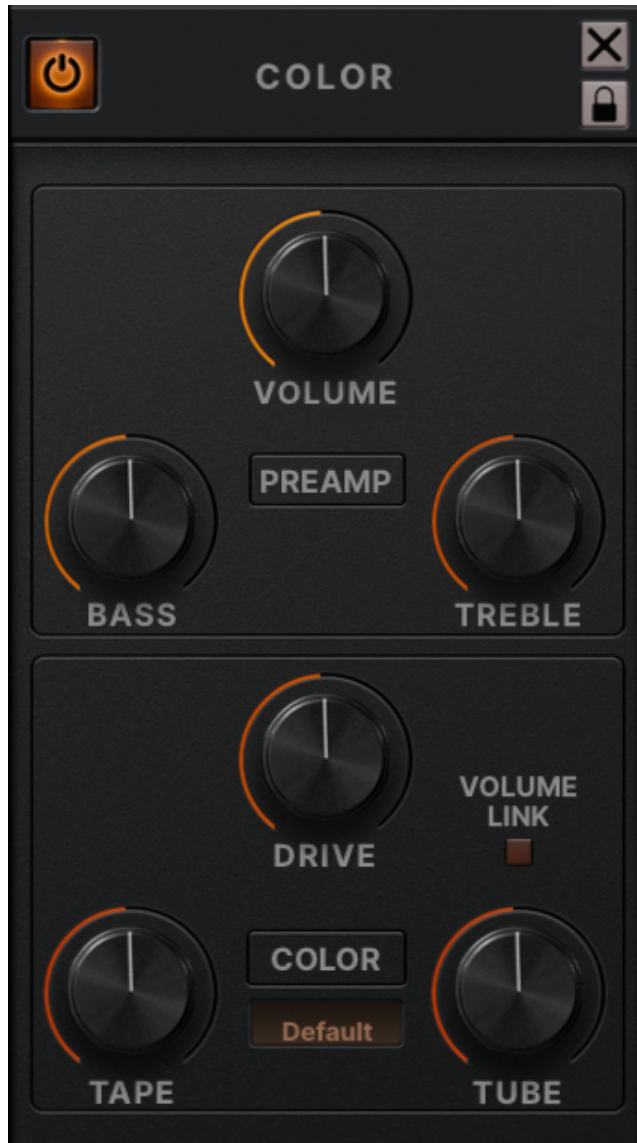 COLOR
VOLUME
PREAMP
BASS
TREBLE
DRIVE
VOLUME
LINK
COLOR
Default
TAPE
TUBE